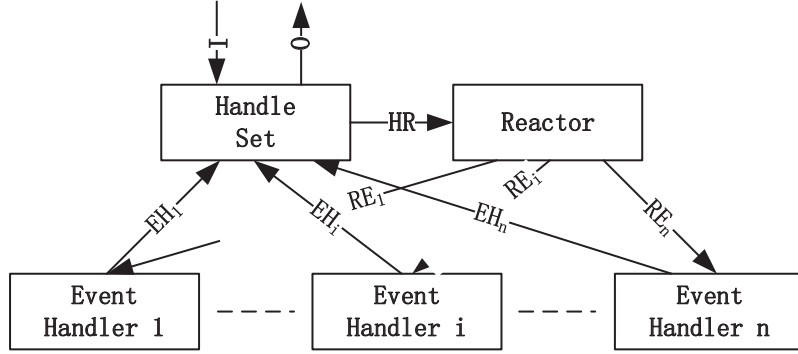 I
O
Handle
Set
HR
Reactor
EH1
EHi
RE1
REi
EHn
REn
Event
Handler 1
Event
Handler i
Event
Handler n